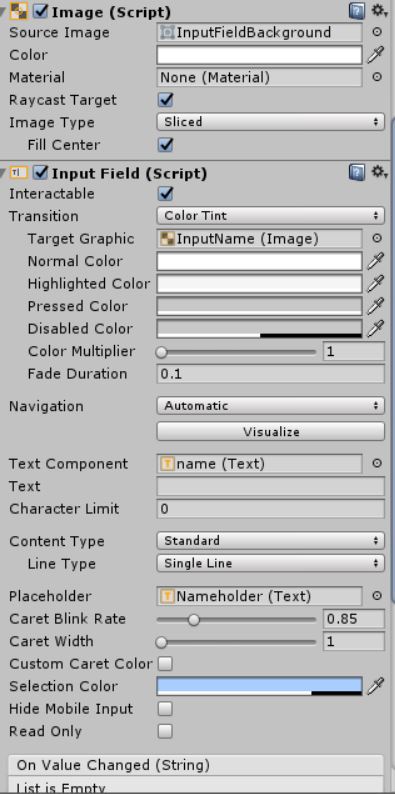 Image (Script)
Source Image InputFieldBackground
Color
Material None (Material)
Raycast Target
Image Type Sliced
Fill Center
Input Field (Script)
Interactable
Transition Color Tint
Target Graphic InputName (Image)
Normal Color
Highlighted Color
Pressed Color
Disabled Color
Color Multiplier 1
Fade Duration 0.1
Navigation Automatic
Visualize
Text Component name (Text)
Text
Character Limit 0
Content Type Standard
Line Type Single Line
Placeholder Nameholder (Text)
Caret Blink Rate 0.85
Caret Width 1
Custom Caret Color
Selection Color
Hide Mobile Input
Read Only
On Value Changed (String)
List is Empty